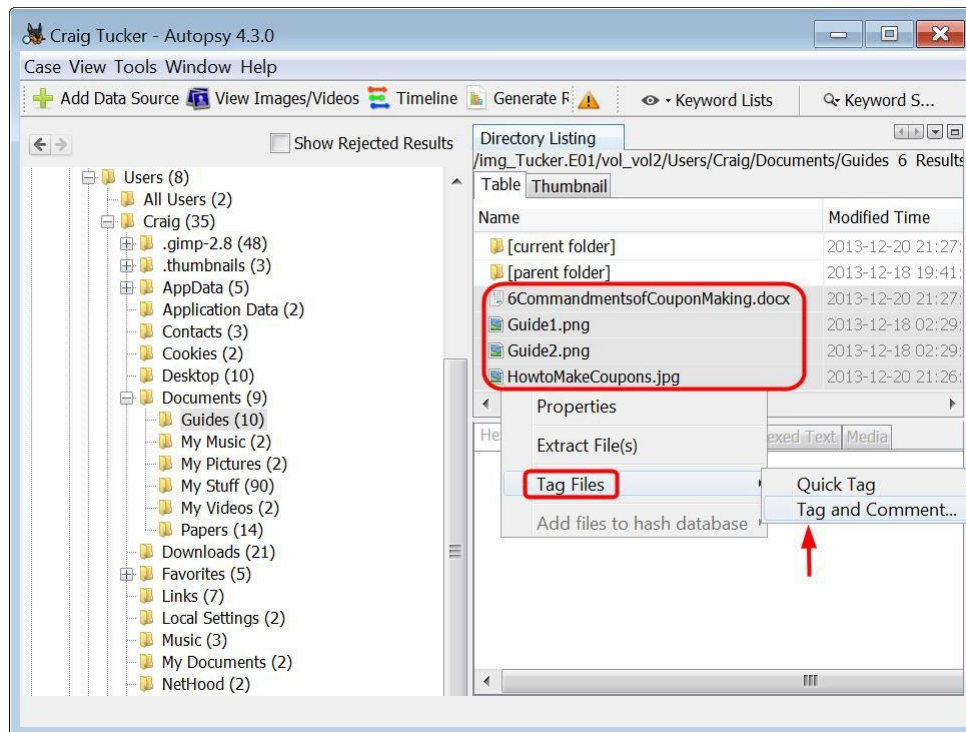 Craig Tucker - Autopsy 4.3.0
Case View Tools Window Help
Add Data Source View Images/Videos Timeline Generate R Keyword Lists Keyword S...
Show Rejected Results
Users (8)
All Users (2)
Craig (35)
.gimp-2.8 (48)
.thumbnails (3)
AppData (5)
Application Data (2)
Contacts (3)
Cookies (2)
Desktop (10)
Documents (9)
Guides (10)
My Music (2)
My Pictures (2)
My Stuff (90)
My Videos (2)
Papers (14)
Downloads (21)
Favorites (5)
Links (7)
Local Settings (2)
Music (3)
My Documents (2)
NetHood (2)
Directory Listing
/img_Tucker.E01/vol_vol2/Users/Craig/Documents/Guides 6 Results
Table Thumbnail
Name Modified Time
[current folder] 2013-12-20 21:27:
[parent folder] 2013-12-18 19:41:
6CommandmentsofCouponMaking.docx 2013-12-20 21:27:
Guide1.png 2013-12-18 02:29:
Guide2.png 2013-12-18 02:29:
HowtoMakeCoupons.jpg 2013-12-20 21:26:
He exed Text Media
Properties
Extract File(s)
Tag Files
Add files to hash database
Quick Tag
Tag and Comment...